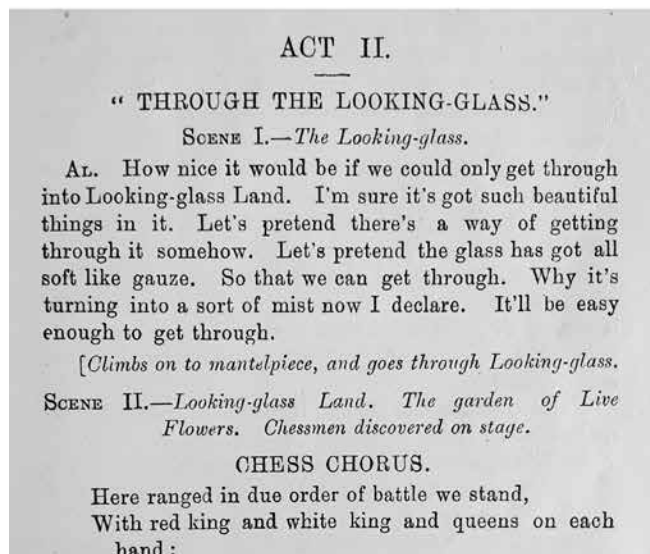 ACT II.
" THROUGH THE LOOKING-GLASS."
SCENE I.—The Looking-glass.
AL. How nice it would be if we could only get through
into Looking-glass Land. I'm sure it's got such beautiful
things in it. Let's pretend there's a way of getting
through it somehow. Let's pretend the glass has got all
soft like gauze. So that we can get through. Why it's
turning into a sort of mist now I declare. It'll be easy
enough to get through.
[Climbs on to mantelpiece, and goes through Looking-glass.
SCENE II.—Looking-glass Land. The garden of Live
Flowers. Chessmen discovered on stage.
CHESS CHORUS.
Here ranged in due order of battle we stand,
With red king and white king and queens on each
hand ;